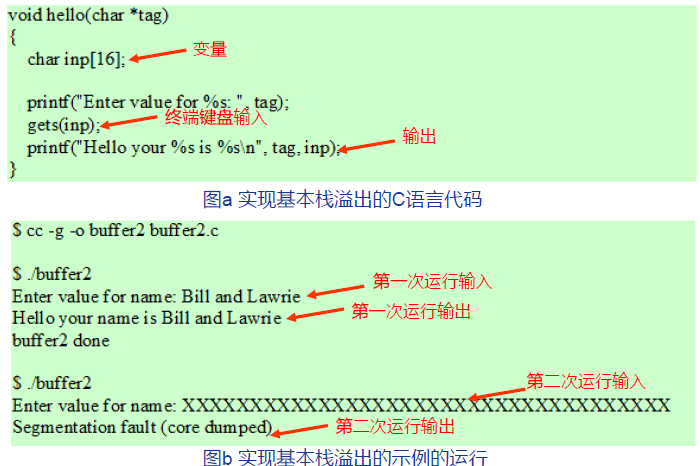 void hello(char *tag)
{
char inp[16];
变量
printf("Enter value for %s: ", tag);
gets(inp);
终端键盘输入
printf("Hello your %s is %s\n", tag, inp);
输出
}
图a 实现基本栈溢出的C语言代码
$ cc -g -o buffer2 buffer2.c
$ ./buffer2
第一次运行输入
Enter value for name: Bill and Lawrie
Hello your name is Bill and Lawrie
第一次运行输出
buffer2 done
$ ./buffer2
第二次运行输入
Enter value for name: XXXXXXXXXXXXXXXXXXXXXXXXXXXXXXXXXXXX
Segmentation fault (core dumped)
第二次运行输出
图b 实现基本栈溢出的示例的运行